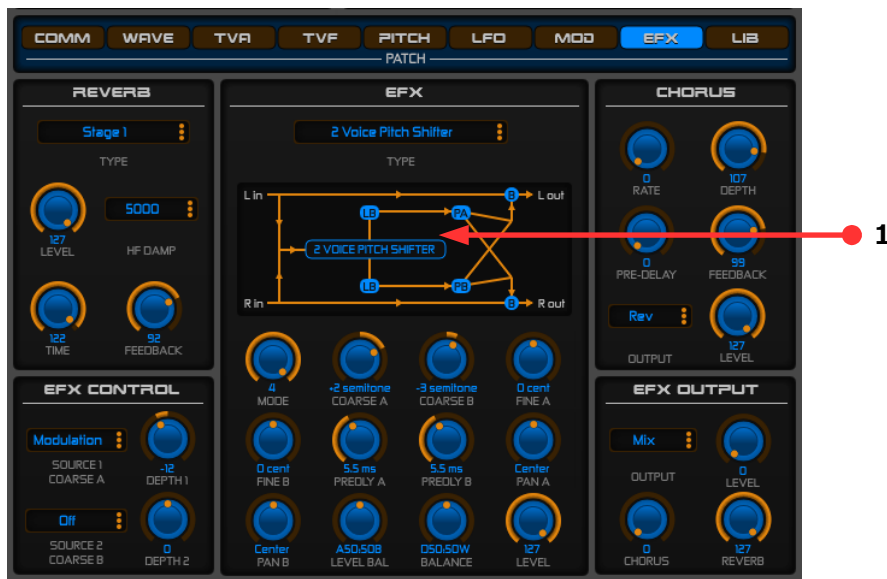 COMM WAVE TVA TVF PITCH LFO MOD EFX LIB
PATCH
REVERB
Stage 1
TYPE
127
LEVEL
5000
HF DAMP
122
TIME
92
FEEDBACK
EFX CONTROL
Modulation
SOURCE 1
COARSE A
-12
DEPTH 1
Off
SOURCE 2
COARSE B
0
DEPTH 2
EFX
2 Voice Pitch Shifter
TYPE
L in
B
L out
LB
PA
2 VOICE PITCH SHIFTER
LB
PB
R in
B
R out
4
MODE
+2 semitone
COARSE A
-3 semitone
COARSE B
0 cent
FINE A
0 cent
FINE B
5.5 ms
PREDLY A
5.5 ms
PREDLY B
Center
PAN A
Center
PAN B
A50:50B
LEVEL BAL
D50:50W
BALANCE
127
LEVEL
CHORUS
0
RATE
107
DEPTH
0
PRE-DELAY
99
FEEDBACK
Rev
OUTPUT
127
LEVEL
EFX OUTPUT
Mix
OUTPUT
0
LEVEL
0
CHORUS
127
REVERB
1